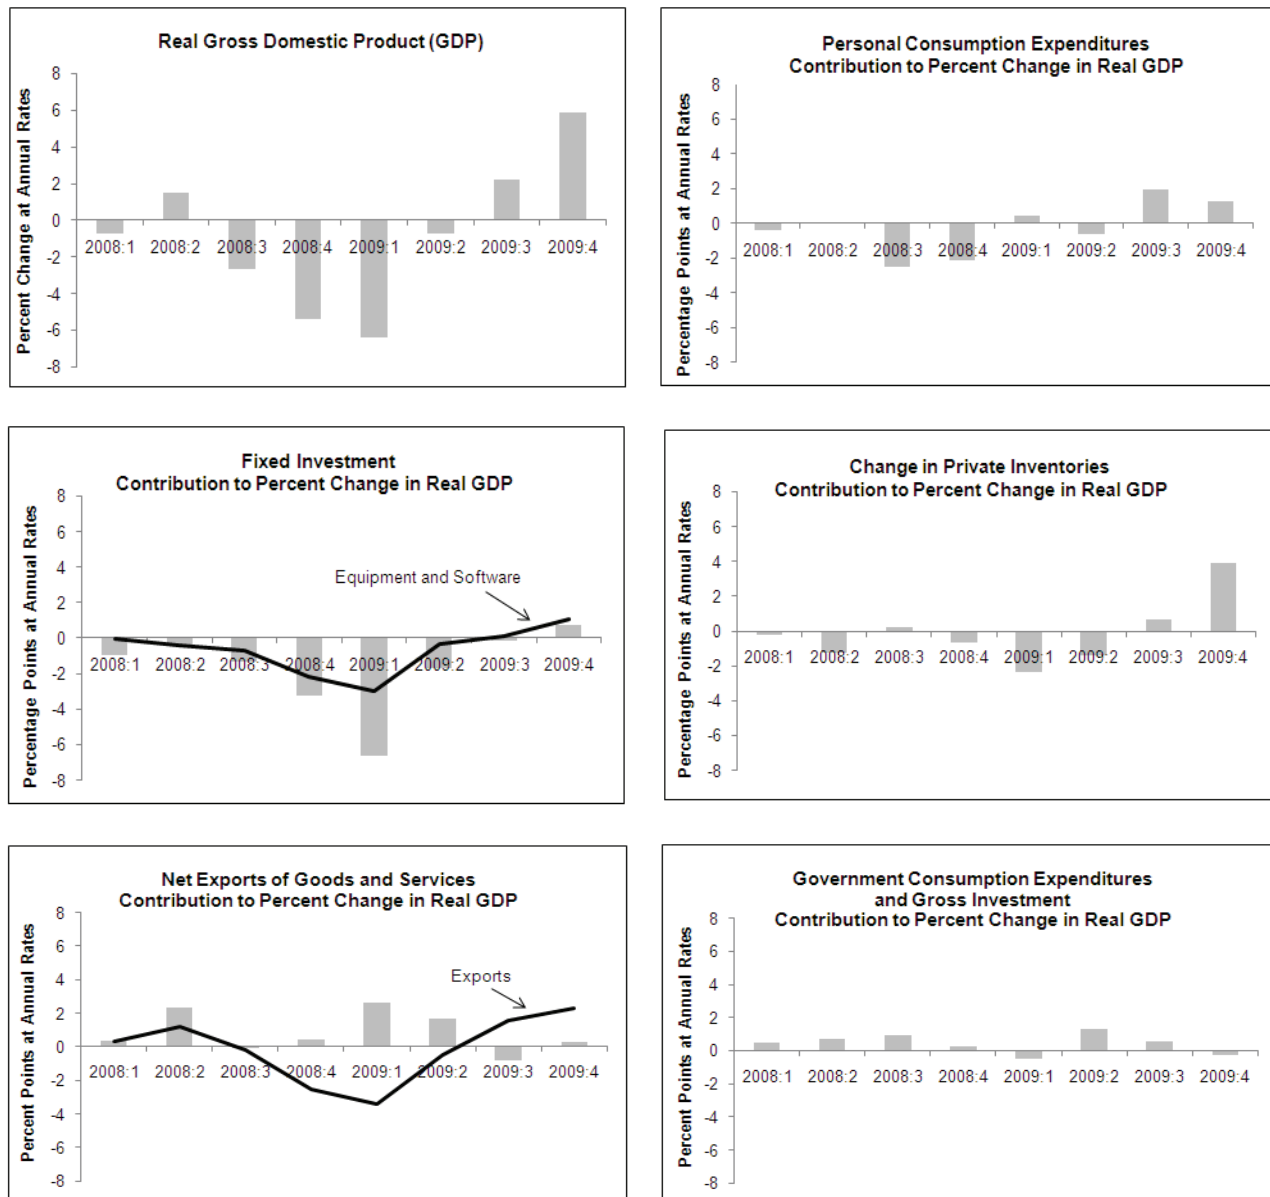 Real Gross Domestic Product (GDP)
Percent Change at Annual Rates
8
6
4
2
0
-2
-4
-6
-8
2008:1 2008:2 2008:3 2008:4 2009:1 2009:2 2009:3 2009:4
Personal Consumption Expenditures
Contribution to Percent Change in Real GDP
Percentage Points at Annual Rates
8
6
4
2
0
-2
-4
-6
-8
2008:1 2008:2 2008:3 2008:4 2009:1 2009:2 2009:3 2009:4
Fixed Investment
Contribution to Percent Change in Real GDP
Percentage Points at Annual Rates
8
6
4
2
0
-2
-4
-6
-8
Equipment and Software
2008:1 2008:2 2008:3 2008:4 2009:1 2009:2 2009:3 2009:4
Change in Private Inventories
Contribution to Percent Change in Real GDP
Percentage Points at Annual Rates
8
6
4
2
0
-2
-4
-6
-8
2008:1 2008:2 2008:3 2008:4 2009:1 2009:2 2009:3 2009:4
Net Exports of Goods and Services
Contribution to Percent Change in Real GDP
Percent Points at Annual Rates
8
6
4
2
0
-2
-4
-6
-8
Exports
2008:1 2008:2 2008:3 2008:4 2009:1 2009:2 2009:3 2009:4
Government Consumption Expenditures
and Gross Investment
Contribution to Percent Change in Real GDP
Percent Points at Annual Rates
8
6
4
2
0
-2
-4
-6
-8
2008:1 2008:2 2008:3 2008:4 2009:1 2009:2 2009:3 2009:4